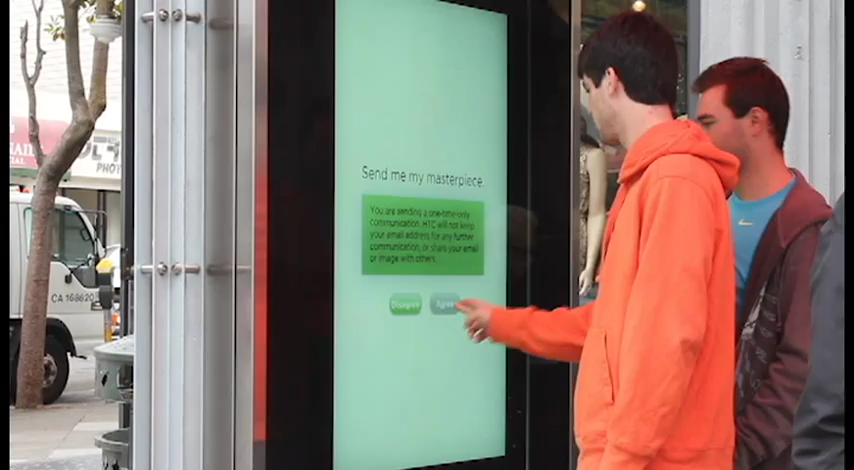 Send me my masterpiece.
You are sending a one-time-only
communication. HTC will not keep
your email address for any further
communication, or share your email
or image with others.
Disagree
Agree
CA 168620
PHOT